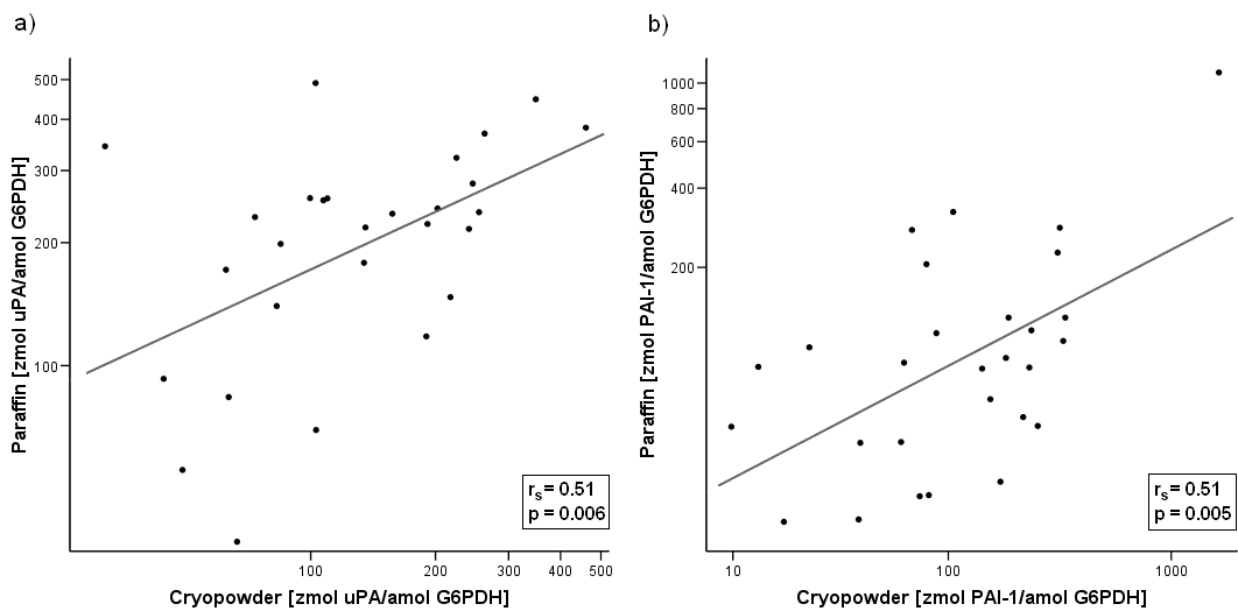 a)
500
400
300
200
100
Paraffin [zmol uPA/amol G6PDH]
r_s = 0.51
p = 0.006
100 200 300 400 500
Cryopowder [zmol uPA/amol G6PDH]
b)
1000
800
600
400
200
Paraffin [zmol PAI-1/amol G6PDH]
r_s = 0.51
p = 0.005
10 100 1000
Cryopowder [zmol PAI-1/amol G6PDH]